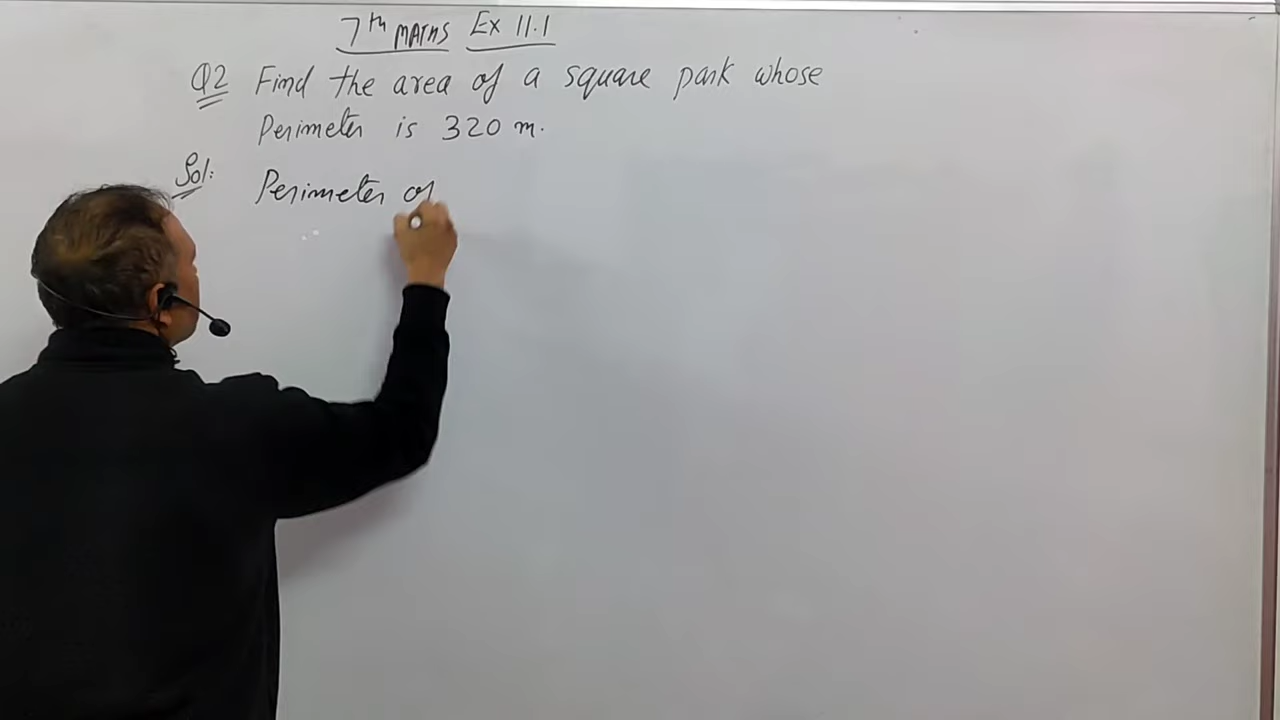 7th MATHS Ex 11.1
Q2 Find the area of a square park whose
Perimeter is 320 m.
Sol: Perimeter of